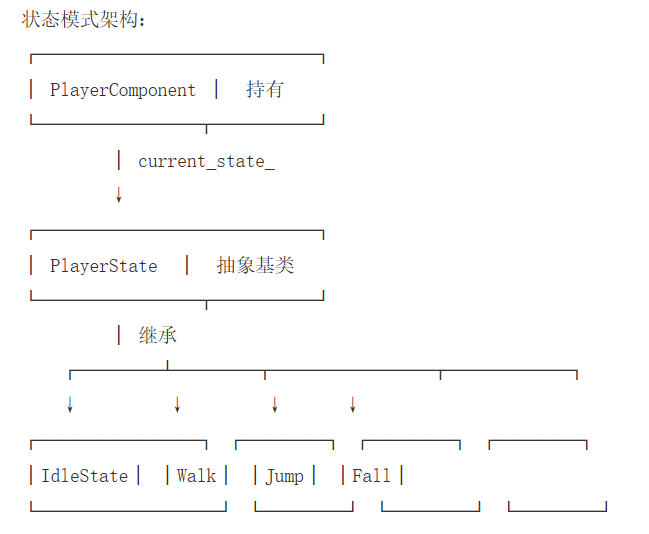 状态模式架构：
PlayerComponent │ 持有
│ current_state_
↓
│ PlayerState │ 抽象基类
│ 继承
↓ ↓ ↓ ↓
│IdleState│ │Walk│ │Jump│ │Fall│